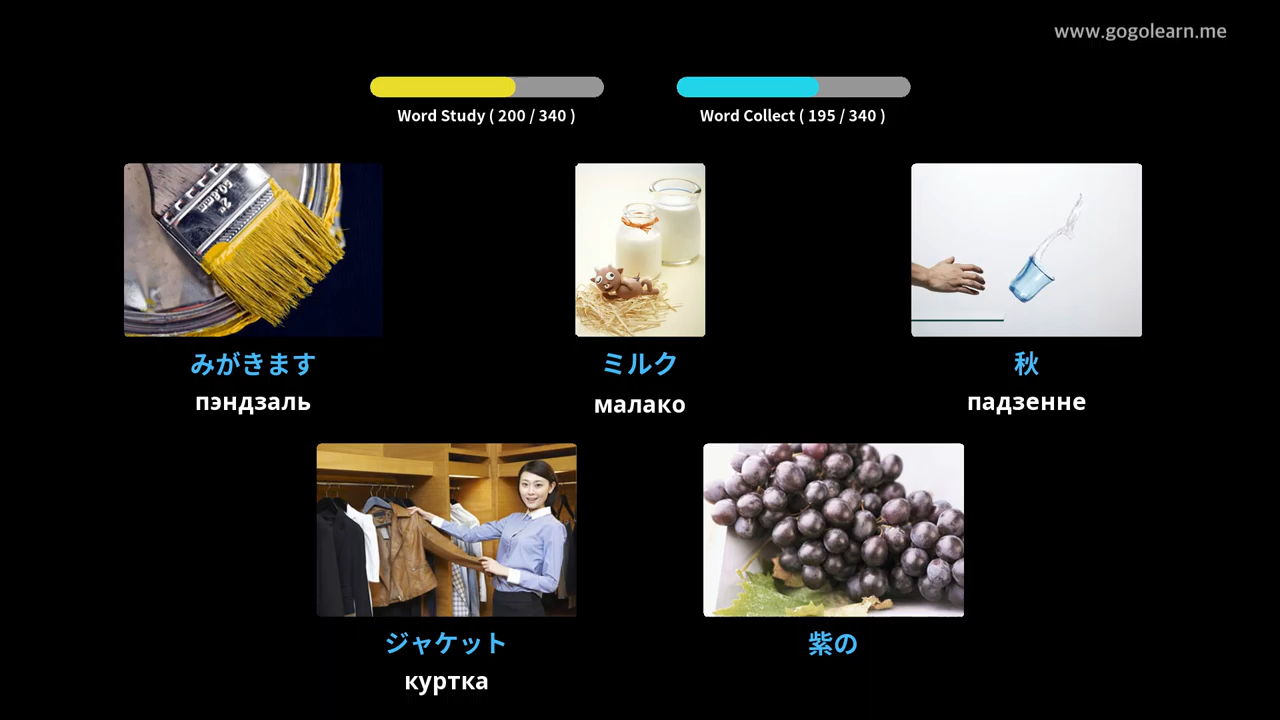 www.gogolearn.me
Word Study ( 200 / 340 )
Word Collect ( 195 / 340 )
みがきます
пэндзаль
ミルク
малако
秋
падзенне
ジャケット
куртка
紫の